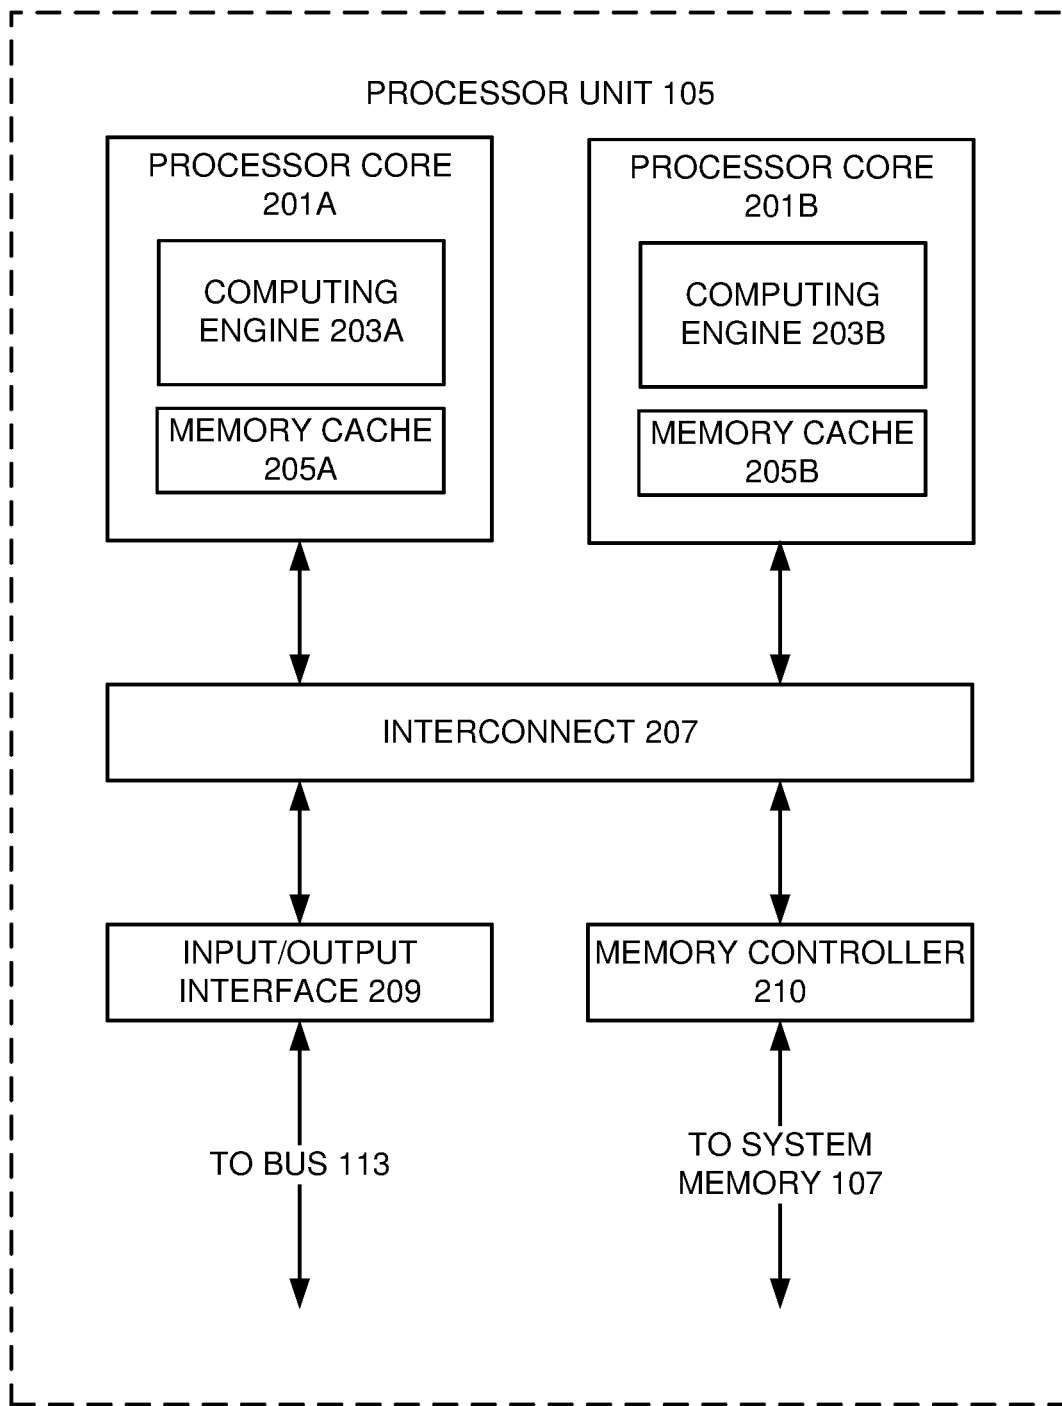 PROCESSOR UNIT 105
PROCESSOR CORE
201A
COMPUTING
ENGINE 203A
MEMORY CACHE
205A
PROCESSOR CORE
201B
COMPUTING
ENGINE 203B
MEMORY CACHE
205B
INTERCONNECT 207
INPUT/OUTPUT
INTERFACE 209
MEMORY CONTROLLER
210
TO BUS 113
TO SYSTEM
MEMORY 107